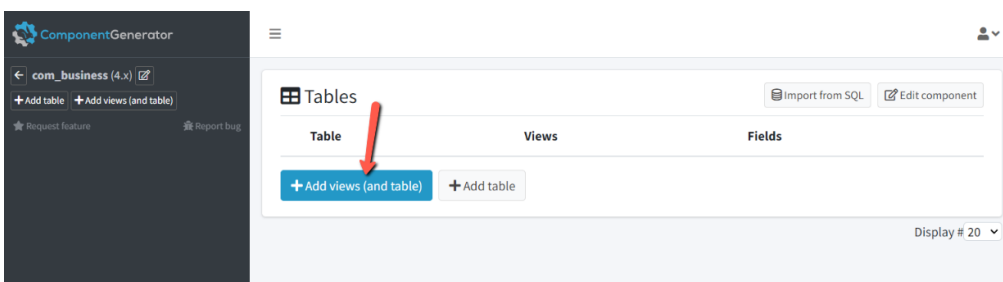 ComponentGenerator
com_business (4.x)
Add table Add views (and table)
Request feature Report bug
Tables
Import from SQL Edit component
Table Views Fields
Add views (and table) Add table
Display # 20